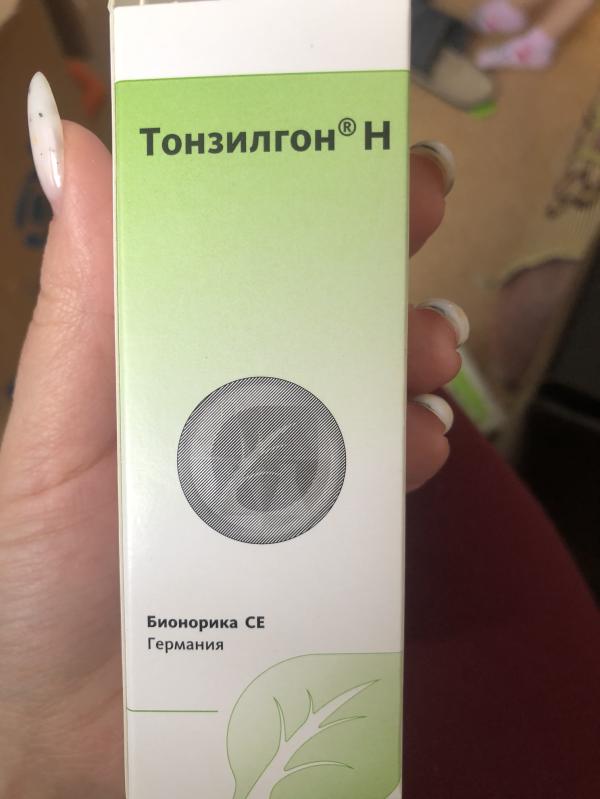 Тонзилгон® Н
Бионорика СЕ
Германия